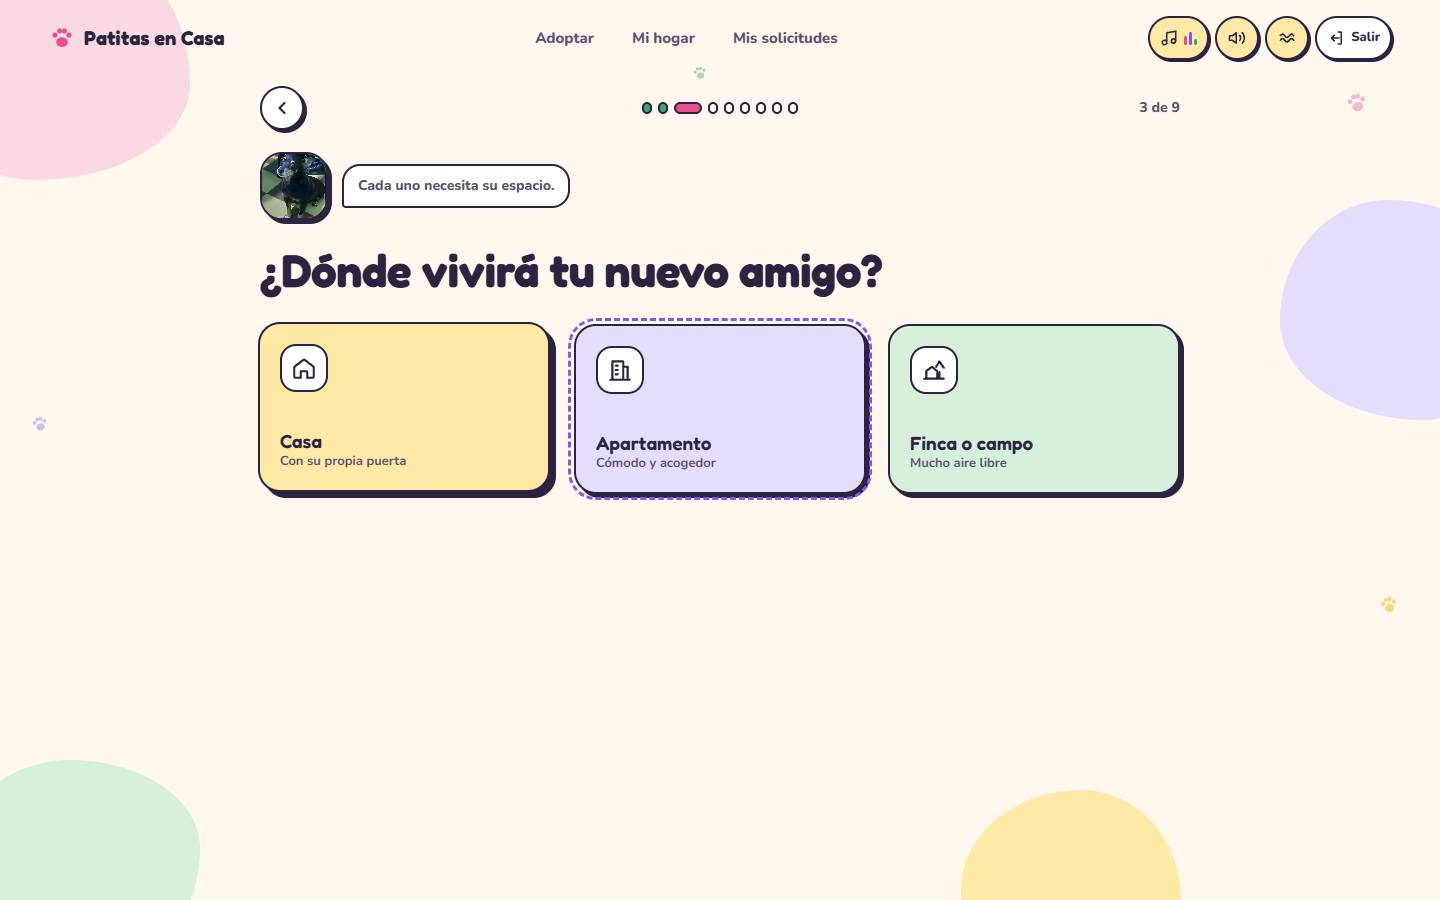 Patitas en Casa
Adoptar
Mi hogar
Mis solicitudes
Salir
3 de 9
Cada uno necesita su espacio.
¿Dónde vivirá tu nuevo amigo?
Casa
Con su propia puerta
Apartamento
Cómodo y acogedor
Finca o campo
Mucho aire libre